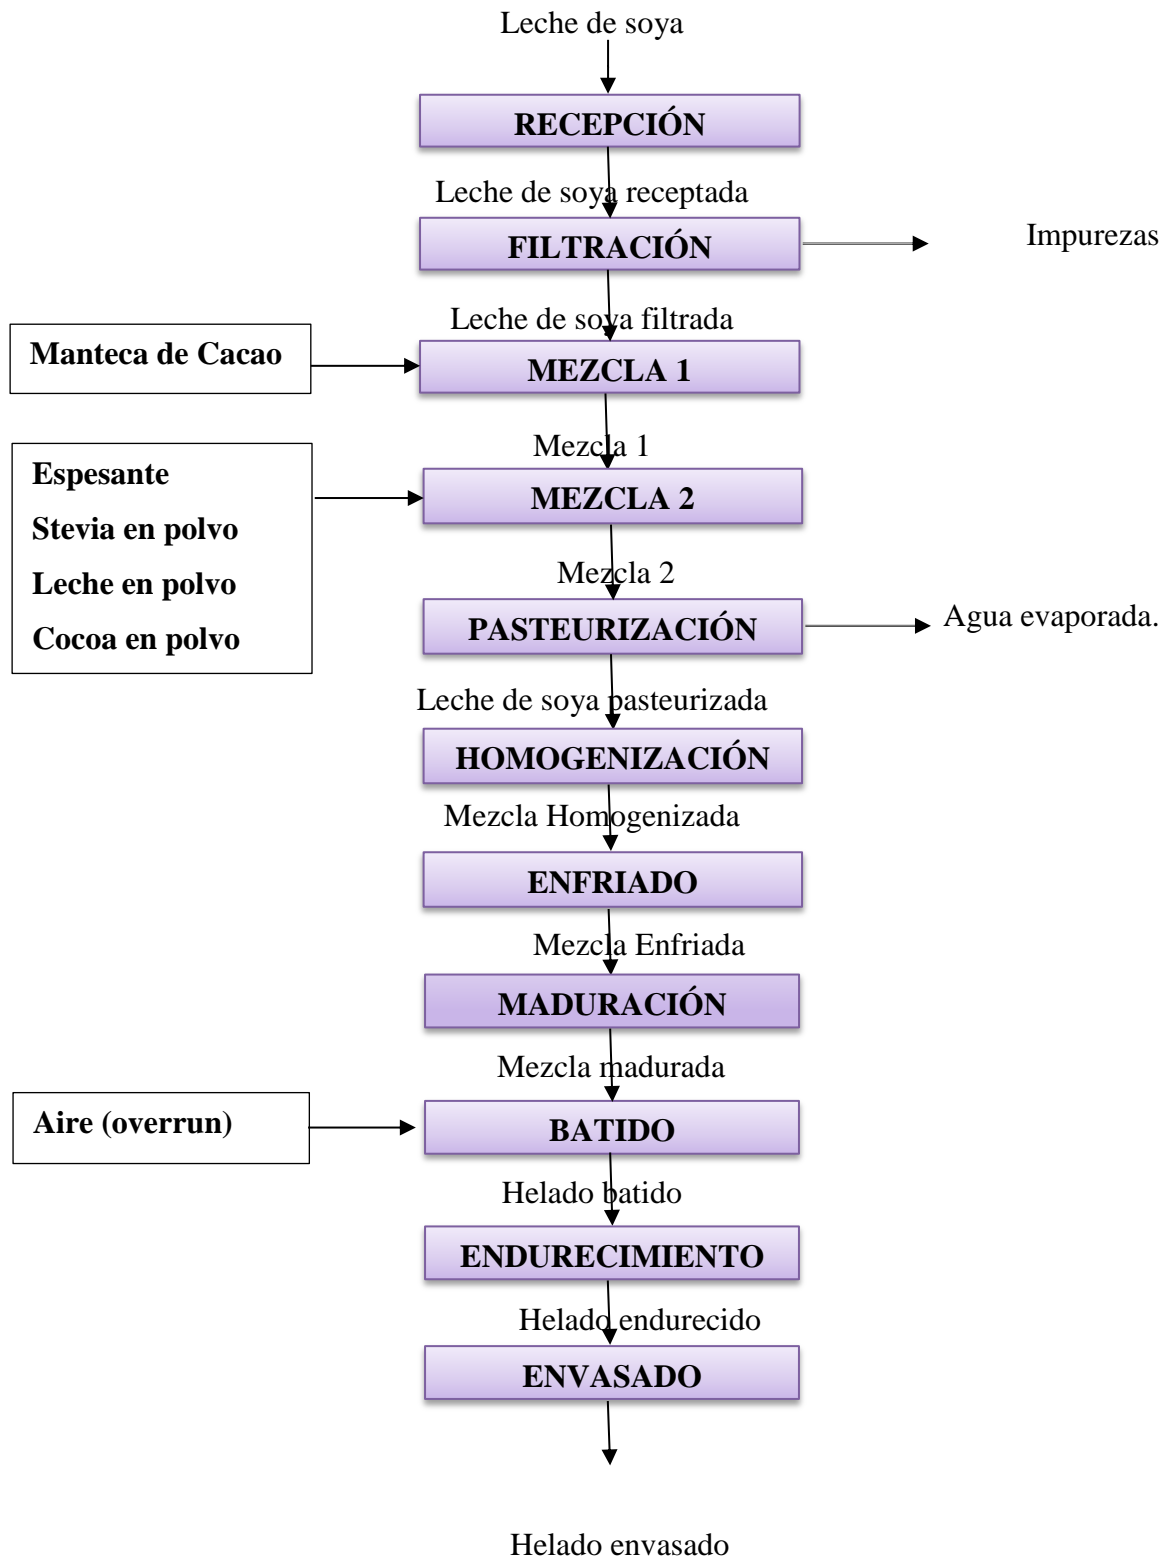 Leche de soya
RECEPCIÓN
Leche de soya receptada
FILTRACIÓN
Impurezas
Leche de soya filtrada
Manteca de Cacao
MEZCLA 1
Mezcla 1
Espesante
Stevia en polvo
Leche en polvo
Cocoa en polvo
MEZCLA 2
Mezcla 2
PASTEURIZACIÓN
Agua evaporada.
Leche de soya pasteurizada
HOMOGENIZACIÓN
Mezcla Homogenizada
ENFRIADO
Mezcla Enfriada
MADURACIÓN
Mezcla madurada
Aire (overrun)
BATIDO
Helado batido
ENDURECIMIENTO
Helado endurecido
ENVASADO
Helado envasado